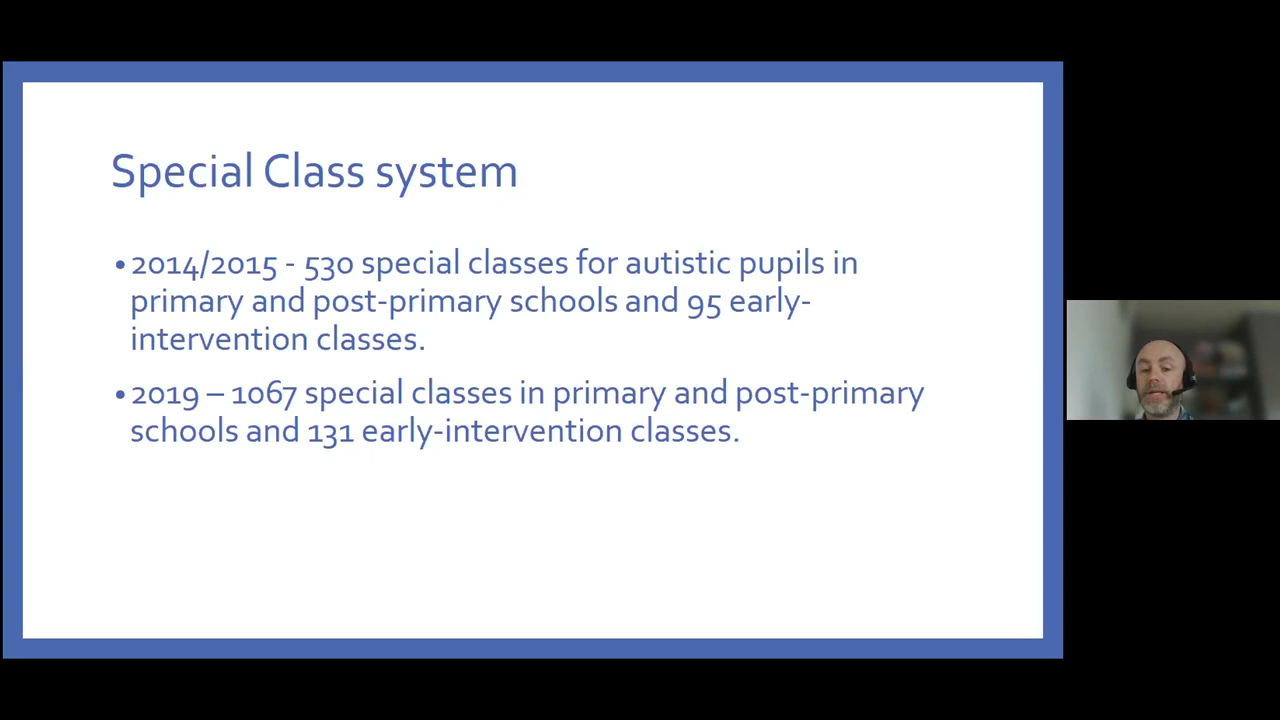 Special Class system
•2014/2015 - 530 special classes for autistic pupils in
primary and post-primary schools and 95 early-
intervention classes.
•2019 – 1067 special classes in primary and post-primary
schools and 131 early-intervention classes.